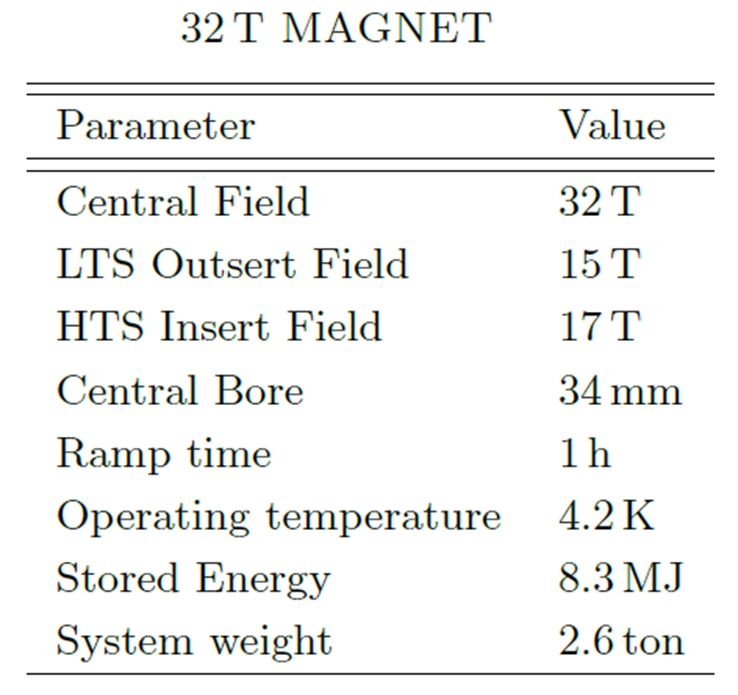 32 T MAGNET
Parameter Value
Central Field 32 T
LTS Outsert Field 15 T
HTS Insert Field 17 T
Central Bore 34 mm
Ramp time 1 h
Operating temperature 4.2 K
Stored Energy 8.3 MJ
System weight 2.6 ton